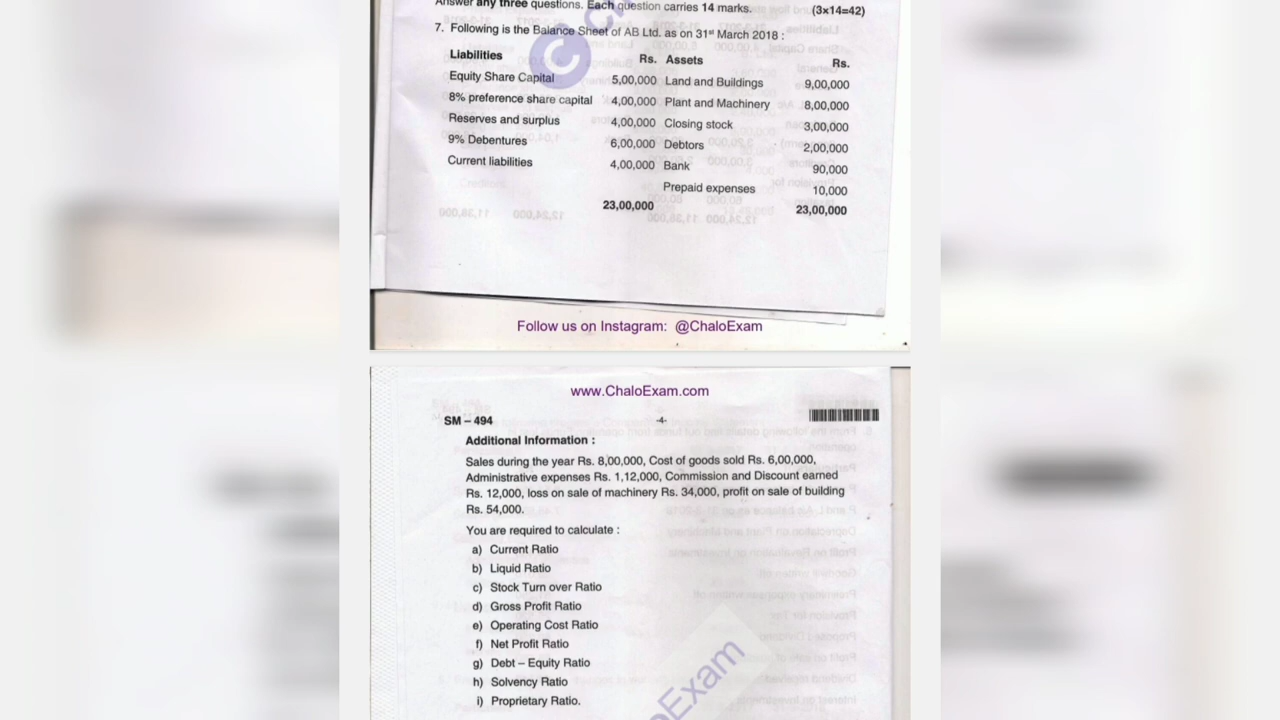 Answer any three questions. Each question carries 14 marks. (3x14=42)
7. Following is the Balance Sheet of AB Ltd. as on 31st March 2018 :
Liabilities Rs. Assets Rs.
Equity Share Capital 5,00,000 Land and Buildings 9,00,000
8% preference share capital 4,00,000 Plant and Machinery 8,00,000
Reserves and surplus 4,00,000 Closing stock 3,00,000
9% Debentures 6,00,000 Debtors 2,00,000
Current liabilities 4,00,000 Bank 90,000
Prepaid expenses 10,000
23,00,000 23,00,000
Follow us on Instagram: @ChaloExam
www.ChaloExam.com
SM – 494 -4-
Additional Information :
Sales during the year Rs. 8,00,000, Cost of goods sold Rs. 6,00,000,
Administrative expenses Rs. 1,12,000, Commission and Discount earned
Rs. 12,000, loss on sale of machinery Rs. 34,000, profit on sale of building
Rs. 54,000.
You are required to calculate :
a) Current Ratio
b) Liquid Ratio
c) Stock Turn over Ratio
d) Gross Profit Ratio
e) Operating Cost Ratio
f) Net Profit Ratio
g) Debt – Equity Ratio
h) Solvency Ratio
i) Proprietary Ratio.